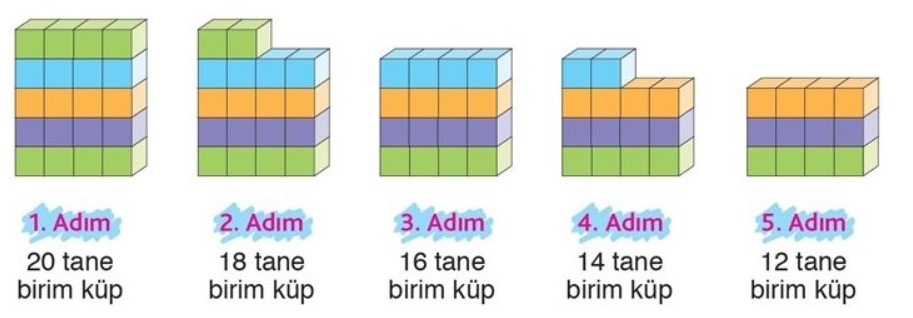 1. Adım
20 tane
birim küp
2. Adım
18 tane
birim küp
3. Adım
16 tane
birim küp
4. Adım
14 tane
birim küp
5. Adım
12 tane
birim küp